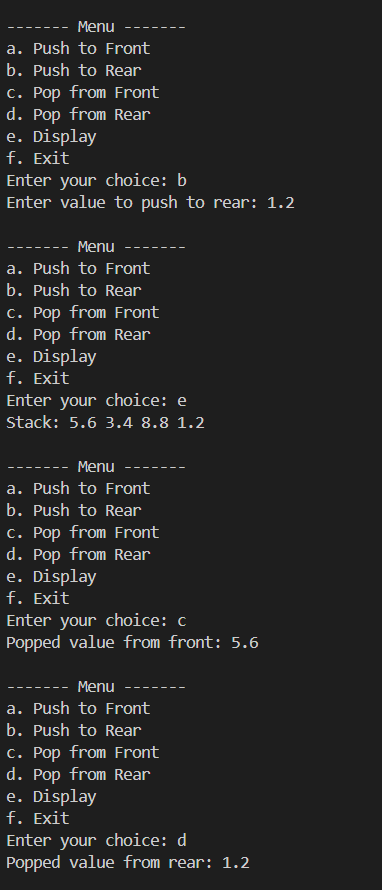 ------- Menu -------
a. Push to Front
b. Push to Rear
c. Pop from Front
d. Pop from Rear
e. Display
f. Exit
Enter your choice: b
Enter value to push to rear: 1.2

------- Menu -------
a. Push to Front
b. Push to Rear
c. Pop from Front
d. Pop from Rear
e. Display
f. Exit
Enter your choice: e
Stack: 5.6 3.4 8.8 1.2

------- Menu -------
a. Push to Front
b. Push to Rear
c. Pop from Front
d. Pop from Rear
e. Display
f. Exit
Enter your choice: c
Popped value from front: 5.6

------- Menu -------
a. Push to Front
b. Push to Rear
c. Pop from Front
d. Pop from Rear
e. Display
f. Exit
Enter your choice: d
Popped value from rear: 1.2